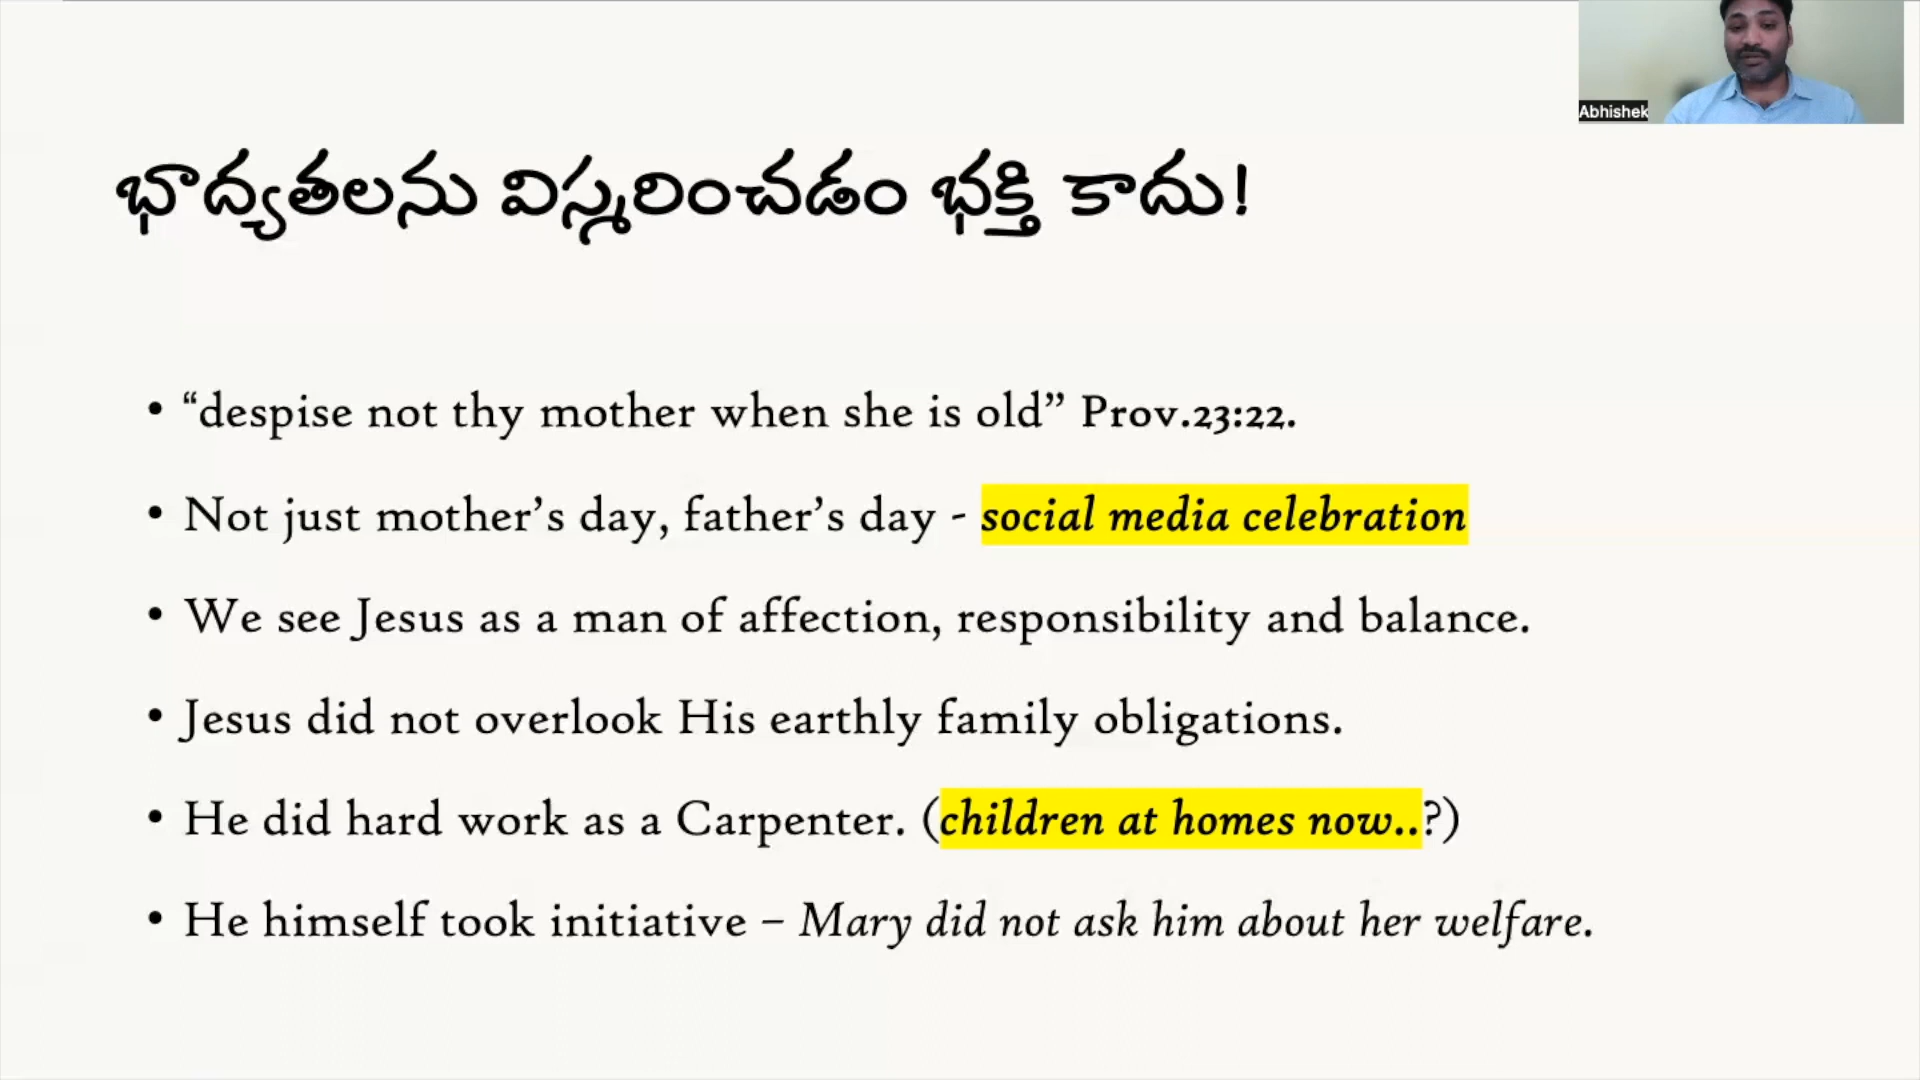 Abhishek
భాద్యతలను విస్మరించడం భక్తి కాదు!
• “despise not thy mother when she is old” Prov.23:22.
• Not just mother’s day, father’s day - social media celebration
• We see Jesus as a man of affection, responsibility and balance.
• Jesus did not overlook His earthly family obligations.
• He did hard work as a Carpenter. (children at homes now..?)
• He himself took initiative – Mary did not ask him about her welfare.